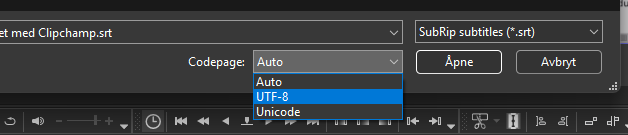 et med Clipchamp.srt
SubRip subtitles (*.srt)
Codepage:
Auto
Åpne
Avbryt
Auto
UTF-8
Unicode